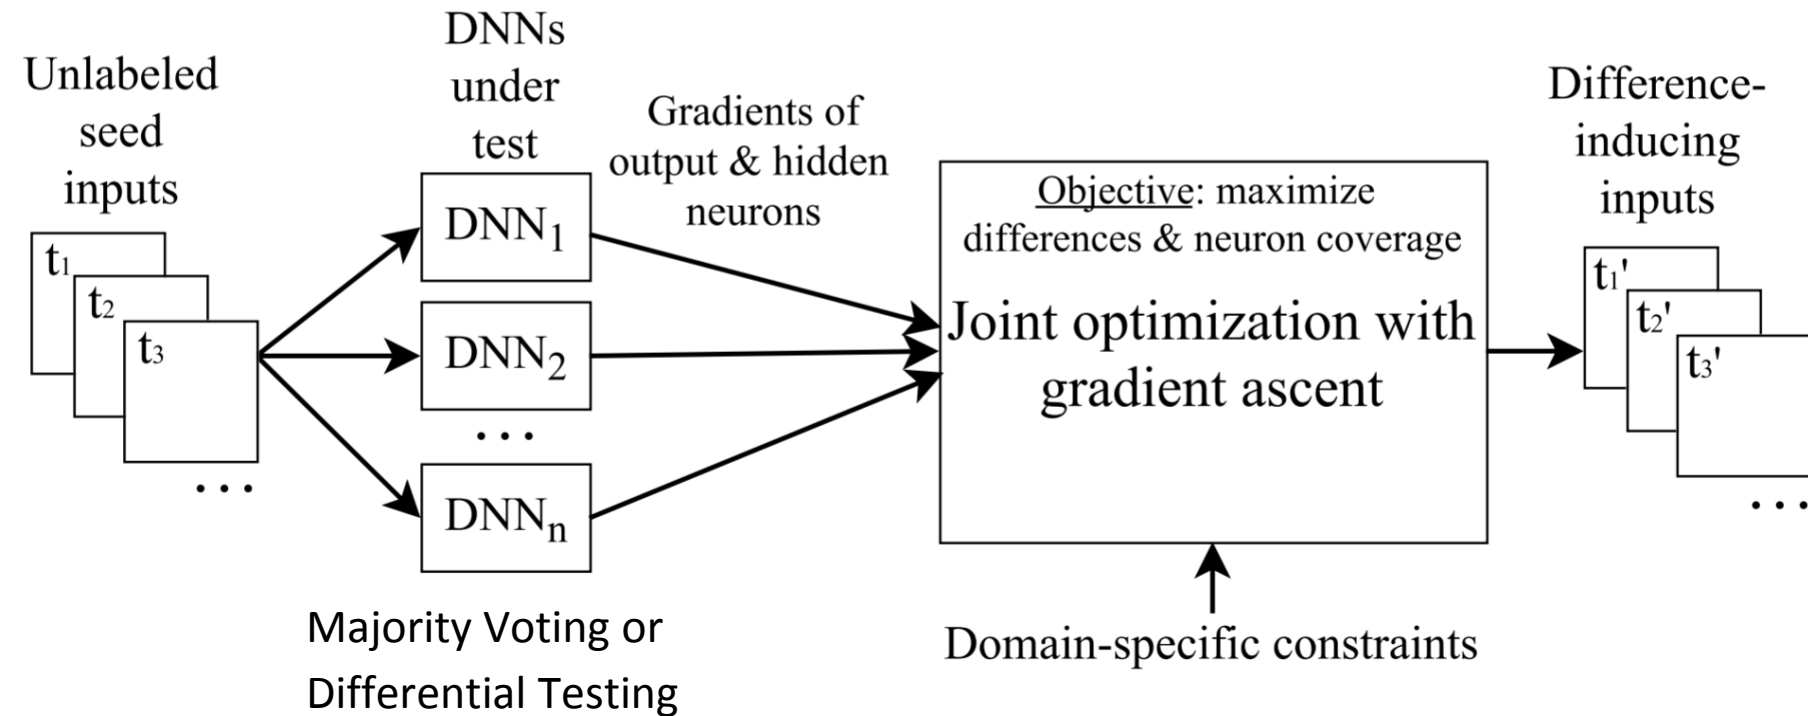 Unlabeled
seed
inputs
t1
t2
t3
...
DNNs
under
test
DNN1
DNN2
...
DNNn
Majority Voting or
Differential Testing
Gradients of
output & hidden
neurons
Objective: maximize
differences & neuron coverage
Joint optimization with
gradient ascent
Domain-specific constraints
Difference-
inducing
inputs
t1'
t2'
t3'
...